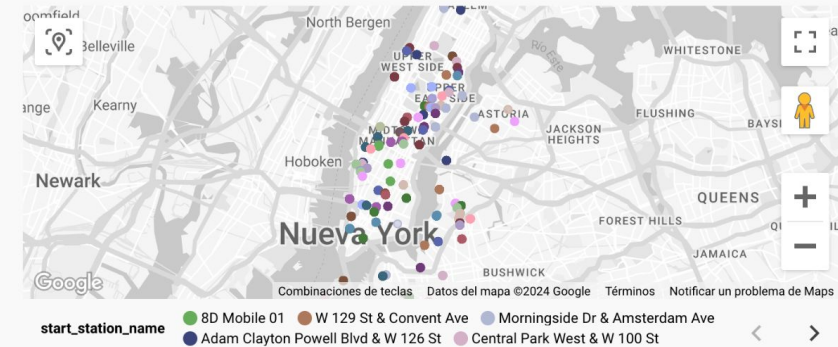 North Bergen
Belleville
UPPER
WEST SIDE
Río Este
WHITESTONE
UPPER
EAST SIDE
Kearny
ASTORIA
FLUSHING
MIDTOWN
MANHATTAN
JACKSON
HEIGHTS
Hoboken
Newark
QUEENS
Nueva York
FOREST HILLS
JAMAICA
BUSHWICK
Google
Combinaciones de teclas Datos del mapa ©2024 Google Términos Notificar un problema de Maps
start_station_name
8D Mobile 01 W 129 St & Convent Ave Morningside Dr & Amsterdam Ave
Adam Clayton Powell Blvd & W 126 St Central Park West & W 100 St